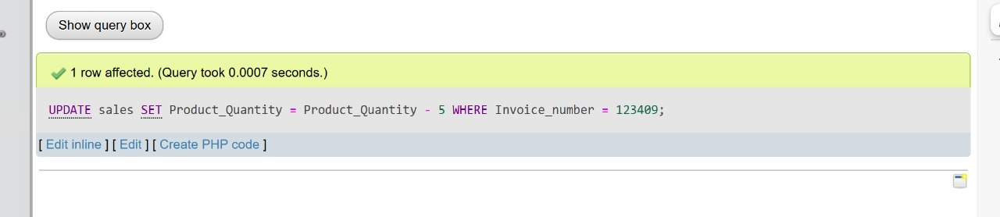 Show query box
1 row affected. (Query took 0.0007 seconds.)
UPDATE sales SET Product_Quantity = Product_Quantity - 5 WHERE Invoice_number = 123409;
[ Edit inline ] [ Edit ] [ Create PHP code ]